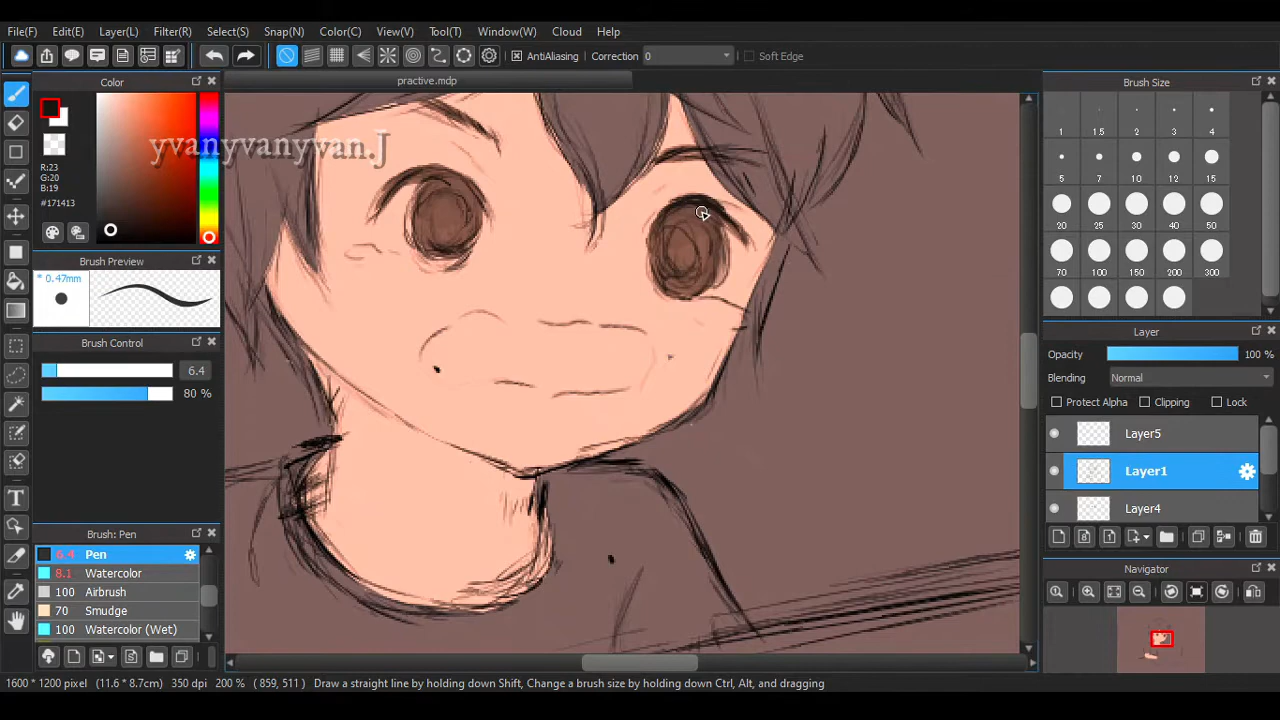 File(F) Edit(E) Layer(L) Filter(R) Select(S) Snap(N) Color(C) View(V) Tool(T) Window(W) Cloud Help
AntiAliasing Correction 0 Soft Edge
Color
practive.mdp
Brush Size
yvanyvanyvan.J
R:23
G:20
B:19
#171413
1 1.5 2 3 4
5 7 10 12 15
20 25 30 40 50
70 100 150 200 300
Brush Preview
* 0.47mm
Brush Control
6.4
80 %
Layer
Opacity 100 %
Blending Normal
Protect Alpha Clipping Lock
Layer5
Layer1
Layer4
Brush: Pen
6.4 Pen
8.1 Watercolor
100 Airbrush
70 Smudge
100 Watercolor (Wet)
T
Navigator
1600 * 1200 pixel (11.6 * 8.7cm) 350 dpi 200 % ( 859, 511 ) Draw a straight line by holding down Shift, Change a brush size by holding down Ctrl, Alt, and dragging